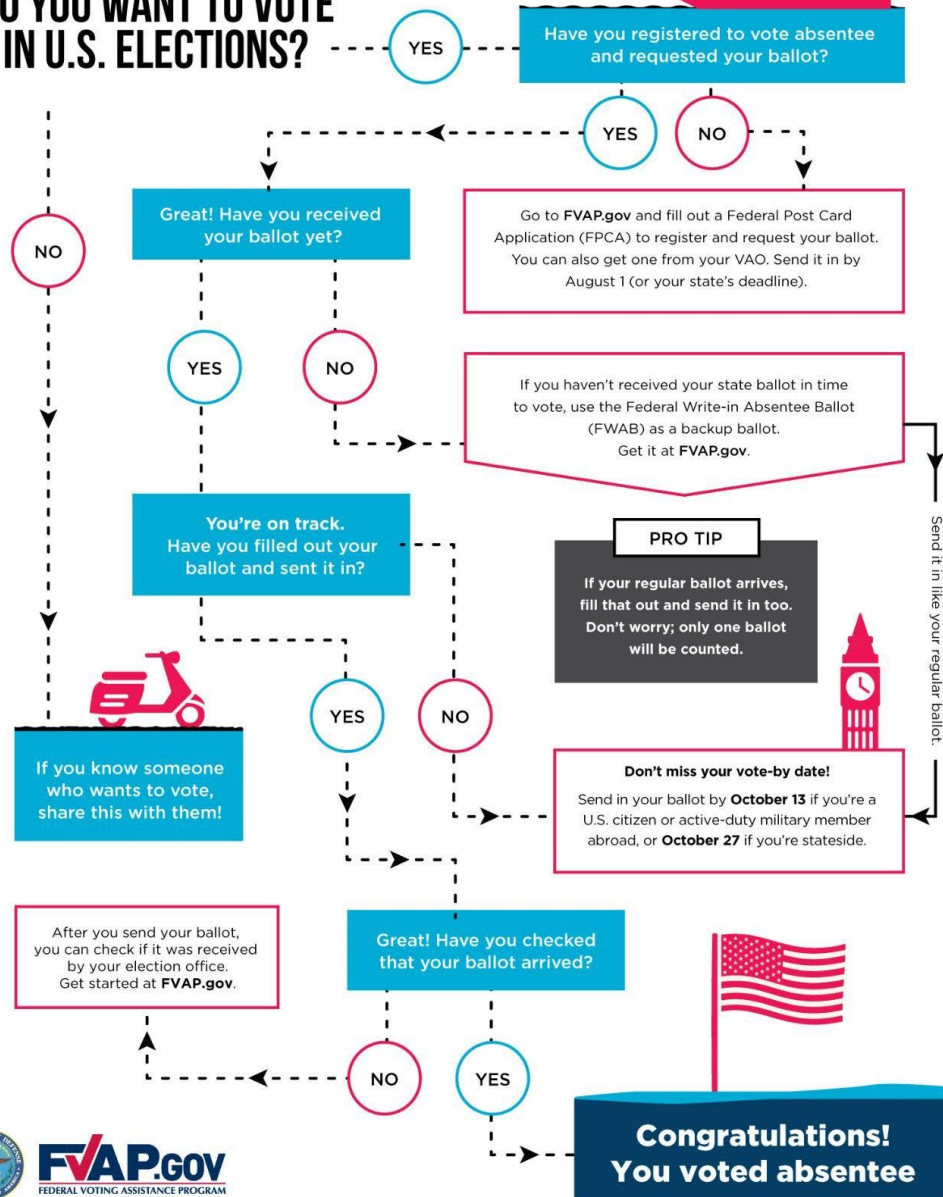 O YOU WANT TO VOTE
IN U.S. ELECTIONS?
YES
Have you registered to vote absentee
and requested your ballot?
YES
NO
Great! Have you received
your ballot yet?
NO
Go to FVAP.gov and fill out a Federal Post Card
Application (FPCA) to register and request your ballot.
You can also get one from your VAO. Send it in by
August 1 (or your state's deadline).
YES
NO
If you haven't received your state ballot in time
to vote, use the Federal Write-in Absentee Ballot
(FWAB) as a backup ballot.
Get it at FVAP.gov.
Send it in like your regular ballot.
You're on track.
Have you filled out your
ballot and sent it in?
PRO TIP
If your regular ballot arrives,
fill that out and send it in too.
Don't worry; only one ballot
will be counted.
YES
NO
If you know someone
who wants to vote,
share this with them!
Don't miss your vote-by date!
Send in your ballot by October 13 if you're a
U.S. citizen or active-duty military member
abroad, or October 27 if you're stateside.
After you send your ballot,
you can check if it was received
by your election office.
Get started at FVAP.gov.
Great! Have you checked
that your ballot arrived?
NO
YES
Congratulations!
You voted absentee
FVAP.GOV
FEDERAL VOTING ASSISTANCE PROGRAM